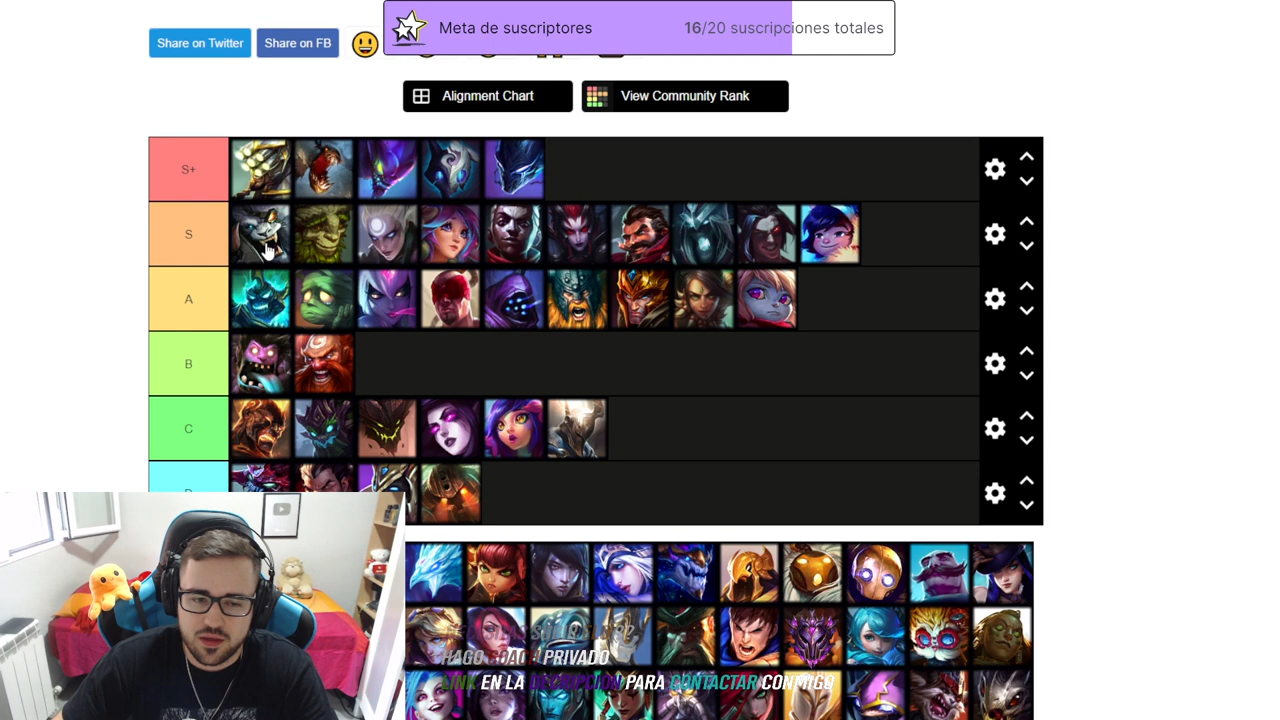 Meta de suscriptores 16/20 suscripciones totales
Share on Twitter Share on FB
Alignment Chart View Community Rank
S+
S
A
B
C
HAGO COACH PRIVADO
LINK EN LA DECRIPCION PARA CONTACTAR CONMIGO